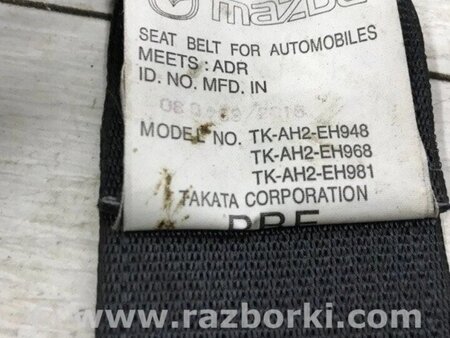 mazda
SEAT BELT FOR AUTOMOBILES
MEETS : ADR
ID. NO. MFD. IN
MODEL NO. TK-AH2-EH948
TK-AH2-EH968
TK-AH2-EH981
TAKATA CORPORATION
www.razborki.com